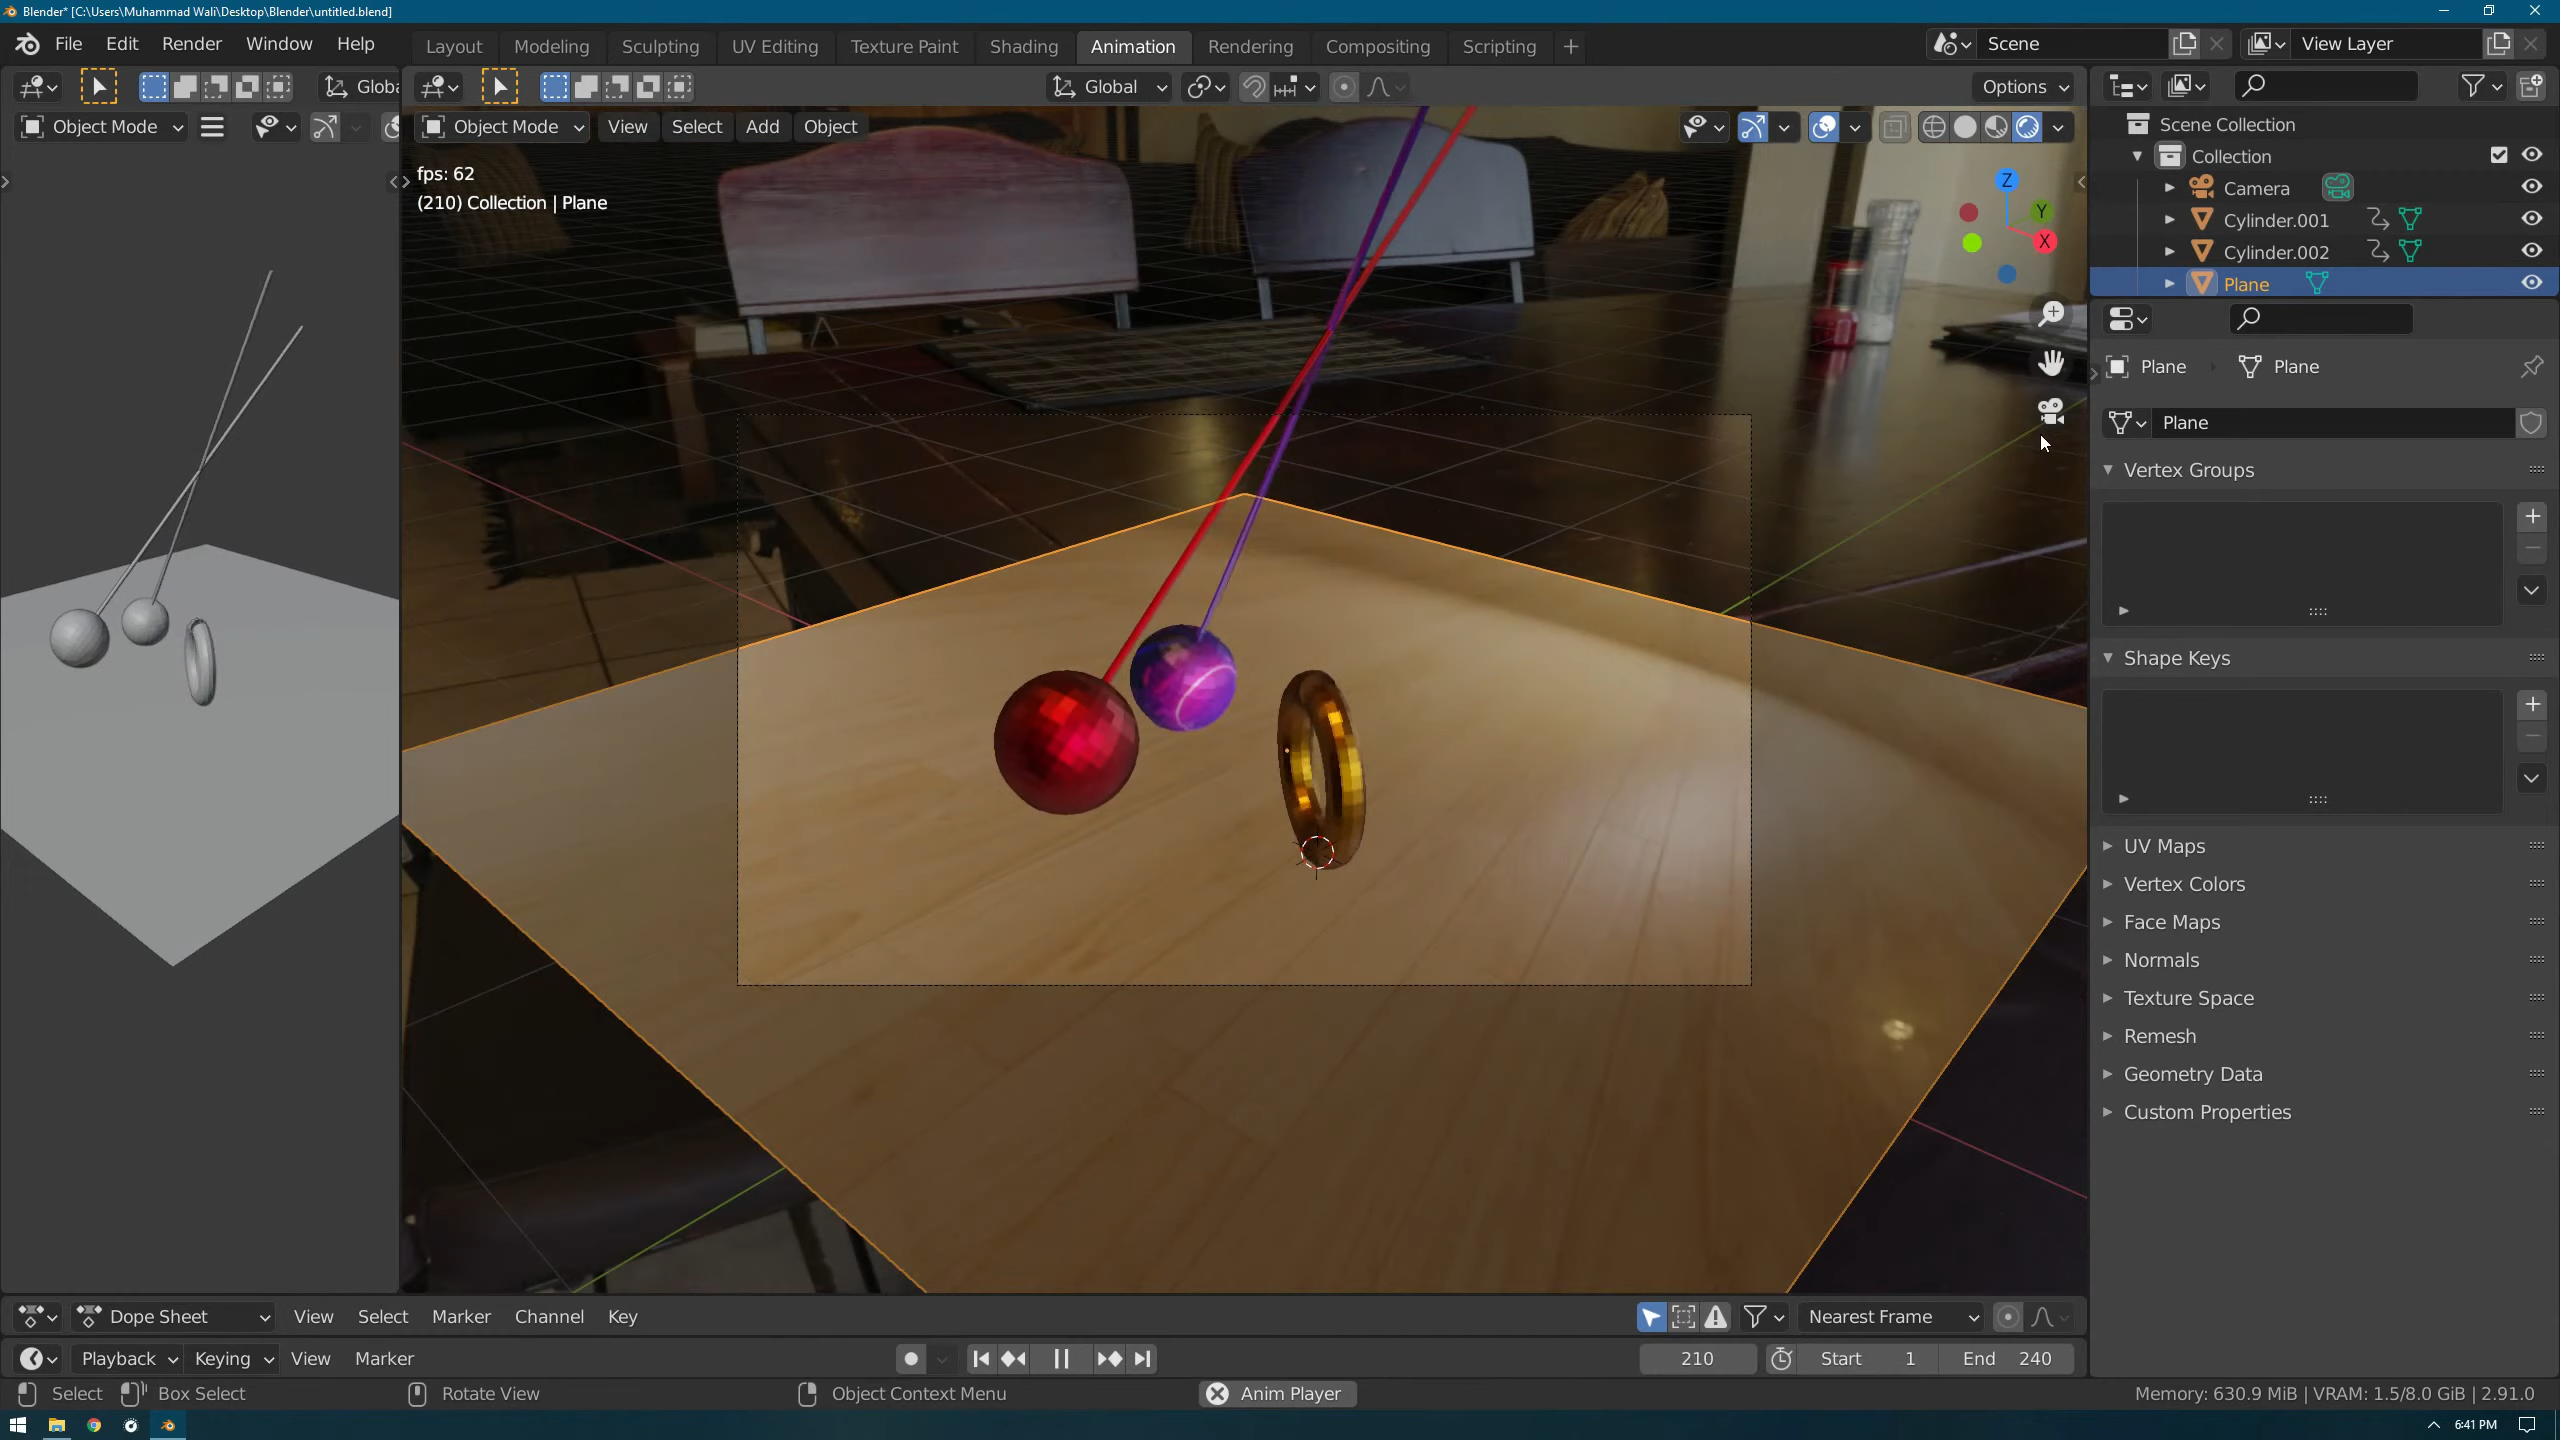 Blender* [C:\Users\Muhammad Wali\Desktop\Blender\untitled.blend]
File Edit Render Window Help Layout Modeling Sculpting UV Editing Texture Paint Shading Animation Rendering Compositing Scripting + Scene View Layer
Globa Global Options
Object Mode Object Mode View Select Add Object
Scene Collection
Collection
Camera
Cylinder.001
Cylinder.002
Plane
fps: 62
(210) Collection | Plane
Z
Y
X
Plane Plane
Plane
Vertex Groups
Shape Keys
UV Maps
Vertex Colors
Face Maps
Normals
Texture Space
Remesh
Geometry Data
Custom Properties
Dope Sheet View Select Marker Channel Key Nearest Frame
Playback Keying View Marker 210 Start 1 End 240
Select Box Select Rotate View Object Context Menu Anim Player Memory: 630.9 MiB | VRAM: 1.5/8.0 GiB | 2.91.0
6:41 PM